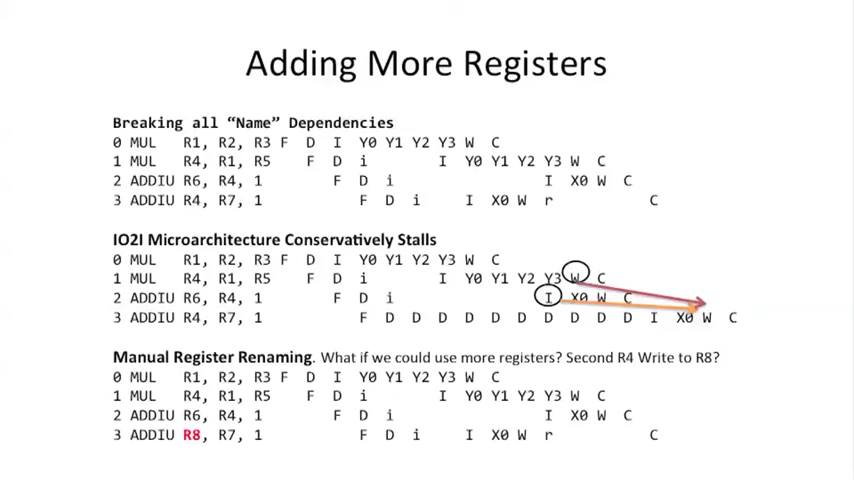 Adding More Registers
Breaking all “Name” Dependencies
0 MUL R1, R2, R3 F D I Y0 Y1 Y2 Y3 W C
1 MUL R4, R1, R5 F D i I Y0 Y1 Y2 Y3 W C
2 ADDIU R6, R4, 1 F D i I X0 W C
3 ADDIU R4, R7, 1 F D i I X0 W r C
IO2I Microarchitecture Conservatively Stalls
0 MUL R1, R2, R3 F D I Y0 Y1 Y2 Y3 W C
1 MUL R4, R1, R5 F D i I Y0 Y1 Y2 Y3 W C
2 ADDIU R6, R4, 1 F D i I X0 W C
3 ADDIU R4, R7, 1 F D D D D D D D D D D I X0 W C
Manual Register Renaming. What if we could use more registers? Second R4 Write to R8?
0 MUL R1, R2, R3 F D I Y0 Y1 Y2 Y3 W C
1 MUL R4, R1, R5 F D i I Y0 Y1 Y2 Y3 W C
2 ADDIU R6, R4, 1 F D i I X0 W C
3 ADDIU R8, R7, 1 F D i I X0 W r C